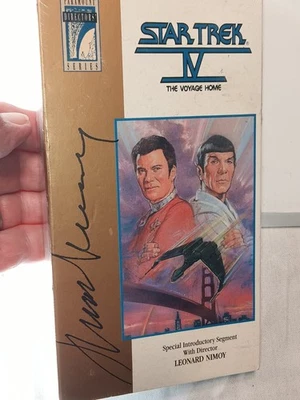 PARAMOUNT
DIRECTORS'
SERIES
STAR TREK
IV
THE VOYAGE HOME
Special Introductory Segment
With Director
LEONARD NIMOY